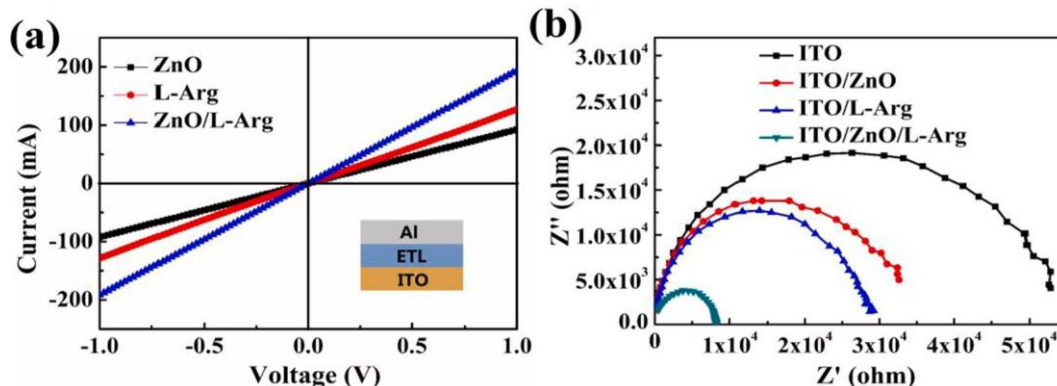 (a)
200
100
0
-100
-200
Current (mA)
ZnO
L-Arg
ZnO/L-Arg
Al
ETL
ITO
-1.0 -0.5 0.0 0.5 1.0
Voltage (V)
(b)
3.0x10⁴
2.5x10⁴
2.0x10⁴
1.5x10⁴
1.0x10⁴
5.0x10³
0.0
Z'' (ohm)
ITO
ITO/ZnO
ITO/L-Arg
ITO/ZnO/L-Arg
0 1x10⁴ 2x10⁴ 3x10⁴ 4x10⁴ 5x10⁴
Z' (ohm)